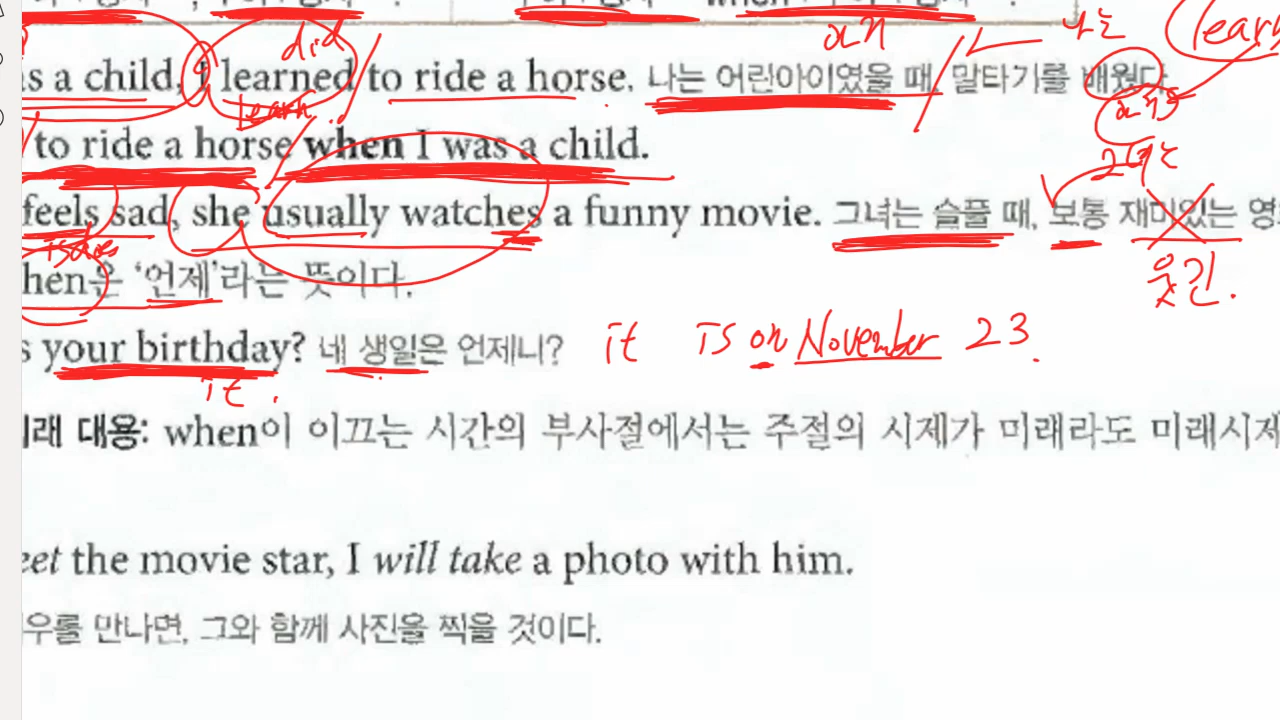 did
때
나는
learn
s a child, I learned to ride a horse. 나는 어린아이였을 때, 말타기를 배웠다.
learn
to ride a horse when I was a child.
그녀는
feels sad, she usually watches a funny movie. 그녀는 슬플 때, 보통 재미있는 영
is does
hen은 ‘언제’라는 뜻이다.
웃긴.
s your birthday? 네 생일은 언제니? it is on November 23.
it.
래 대용: when이 이끄는 시간의 부사절에서는 주절의 시제가 미래라도 미래시제
eet the movie star, I will take a photo with him.
우를 만나면, 그와 함께 사진을 찍을 것이다.